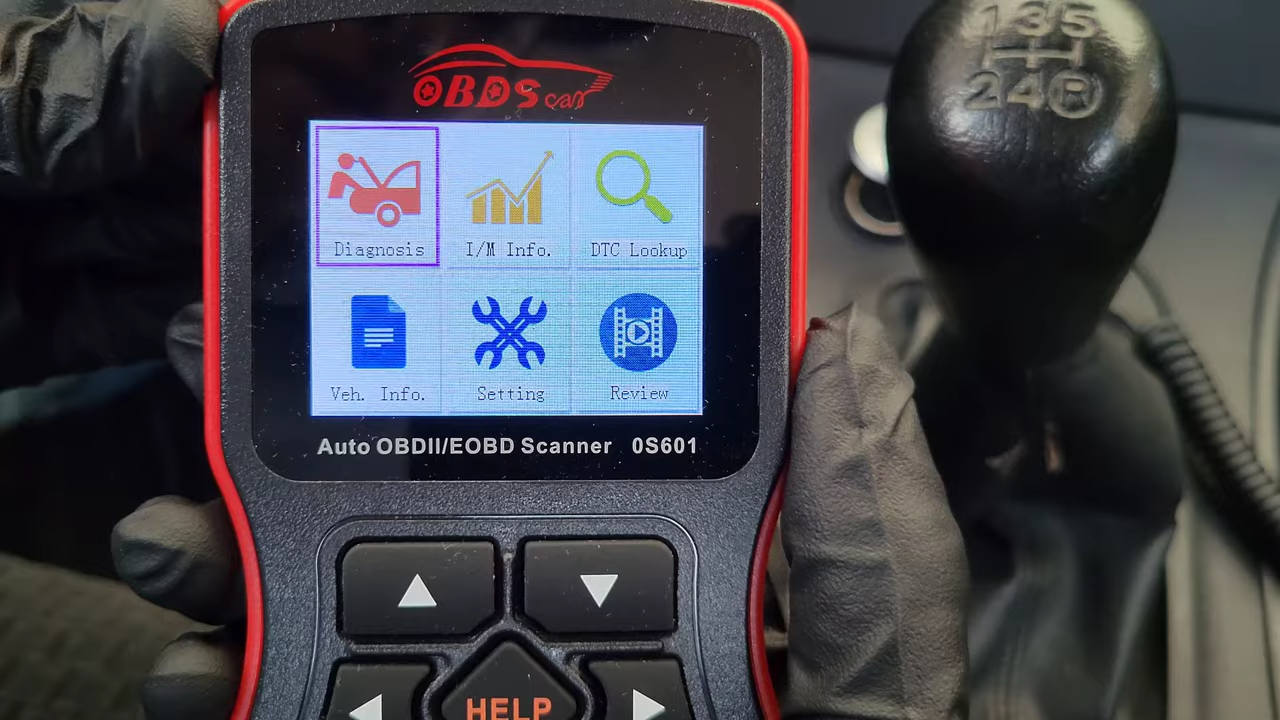 OBDScar
Diagnosis I/M Info. DTC Lookup
Veh. Info. Setting Review
Auto OBDII/EOBD Scanner 0S601
HELP
1 3 5
2 4 R